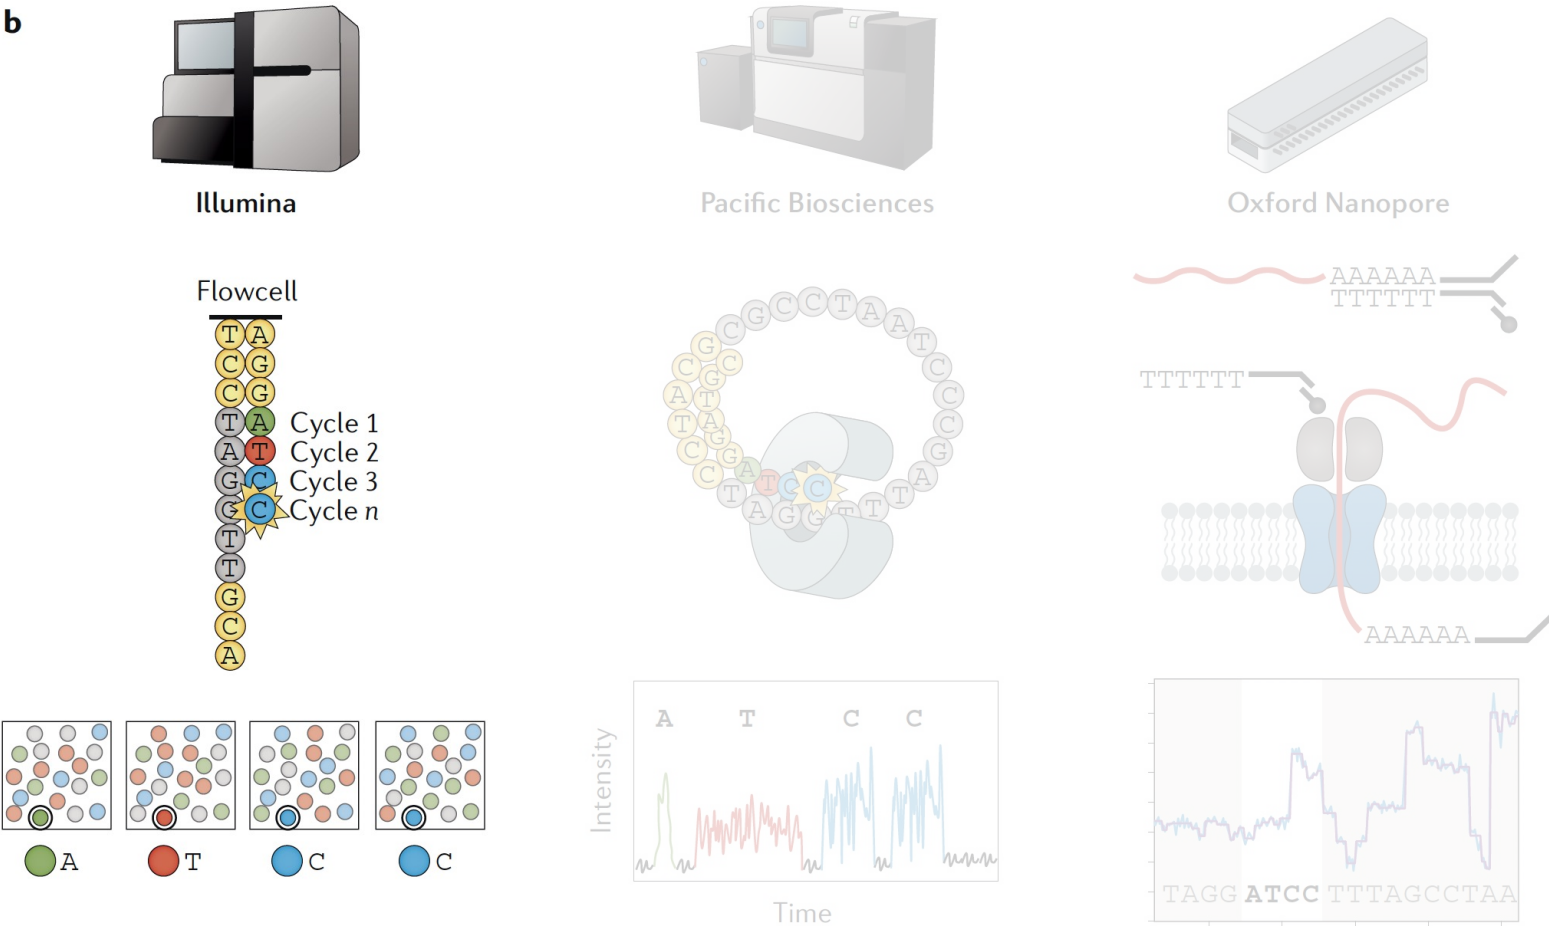 b
Illumina
Pacific Biosciences
Oxford Nanopore
Flowcell
T A
C G
C G
T A Cycle 1
A T Cycle 2
G C Cycle 3
G C Cycle n
T
T
G
C
A
A
T
C
C
C G C C T A A T C C C G A T T T G G A T C C T A C G
C G T A G G A T C C
Intensity
A T C C
Time
AAAAAA
TTTTTT
TTTTTT
AAAAAA
TAGG ATCC TTTAGCCTAA